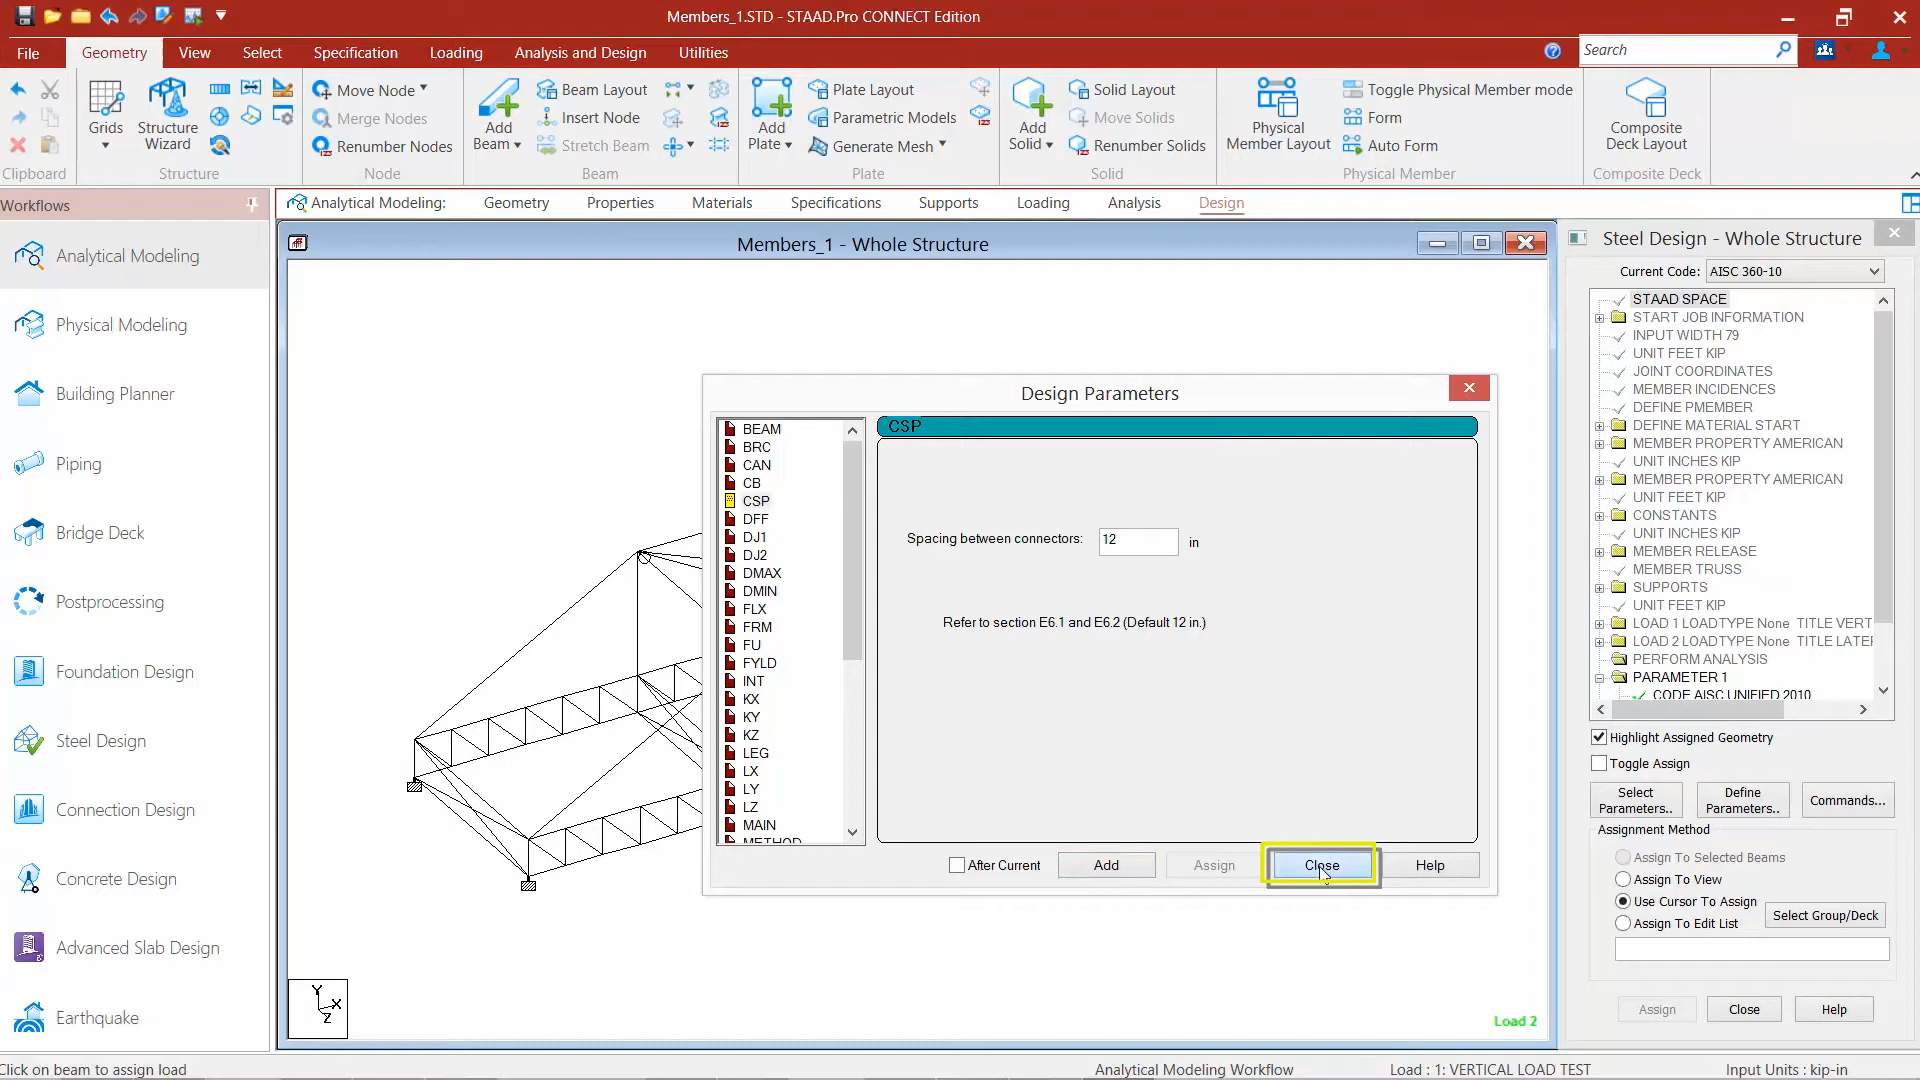 Members_1.STD - STAAD.Pro CONNECT Edition
File
Geometry
View
Select
Specification
Loading
Analysis and Design
Utilities
Search
Grids
Structure Wizard
Move Node
Merge Nodes
Renumber Nodes
Add Beam
Beam Layout
Insert Node
Stretch Beam
Add Plate
Plate Layout
Parametric Models
Generate Mesh
Add Solid
Solid Layout
Move Solids
Renumber Solids
Physical Member Layout
Toggle Physical Member mode
Form
Auto Form
Composite Deck Layout
Clipboard
Structure
Node
Beam
Plate
Solid
Physical Member
Composite Deck
Workflows
Analytical Modeling:
Geometry
Properties
Materials
Specifications
Supports
Loading
Analysis
Design
Analytical Modeling
Physical Modeling
Building Planner
Piping
Bridge Deck
Postprocessing
Foundation Design
Steel Design
Connection Design
Concrete Design
Advanced Slab Design
Earthquake
Members_1 - Whole Structure
Design Parameters
BEAM
BRC
CAN
CB
CSP
DFF
DJ1
DJ2
DMAX
DMIN
FLX
FRM
FU
FYLD
INT
KX
KY
KZ
LEG
LX
LY
LZ
MAIN
METHOD
CSP
Spacing between connectors: 12 in
Refer to section E6.1 and E6.2 (Default 12 in.)
After Current
Add
Assign
Close
Help
Y
X
Z
Load 2
Steel Design - Whole Structure
Current Code: AISC 360-10
STAAD SPACE
START JOB INFORMATION
INPUT WIDTH 79
UNIT FEET KIP
JOINT COORDINATES
MEMBER INCIDENCES
DEFINE PMEMBER
DEFINE MATERIAL START
MEMBER PROPERTY AMERICAN
UNIT INCHES KIP
MEMBER PROPERTY AMERICAN
UNIT FEET KIP
CONSTANTS
UNIT INCHES KIP
MEMBER RELEASE
MEMBER TRUSS
SUPPORTS
UNIT FEET KIP
LOAD 1 LOADTYPE None TITLE VERT
LOAD 2 LOADTYPE None TITLE LATE
PERFORM ANALYSIS
PARAMETER 1
CODE AISC UNIFIED 2010
Highlight Assigned Geometry
Toggle Assign
Select Parameters..
Define Parameters..
Commands...
Assignment Method
Assign To Selected Beams
Assign To View
Use Cursor To Assign
Assign To Edit List
Select Group/Deck
Assign
Close
Help
Click on beam to assign load
Analytical Modeling Workflow
Load : 1: VERTICAL LOAD TEST
Input Units : kip-in